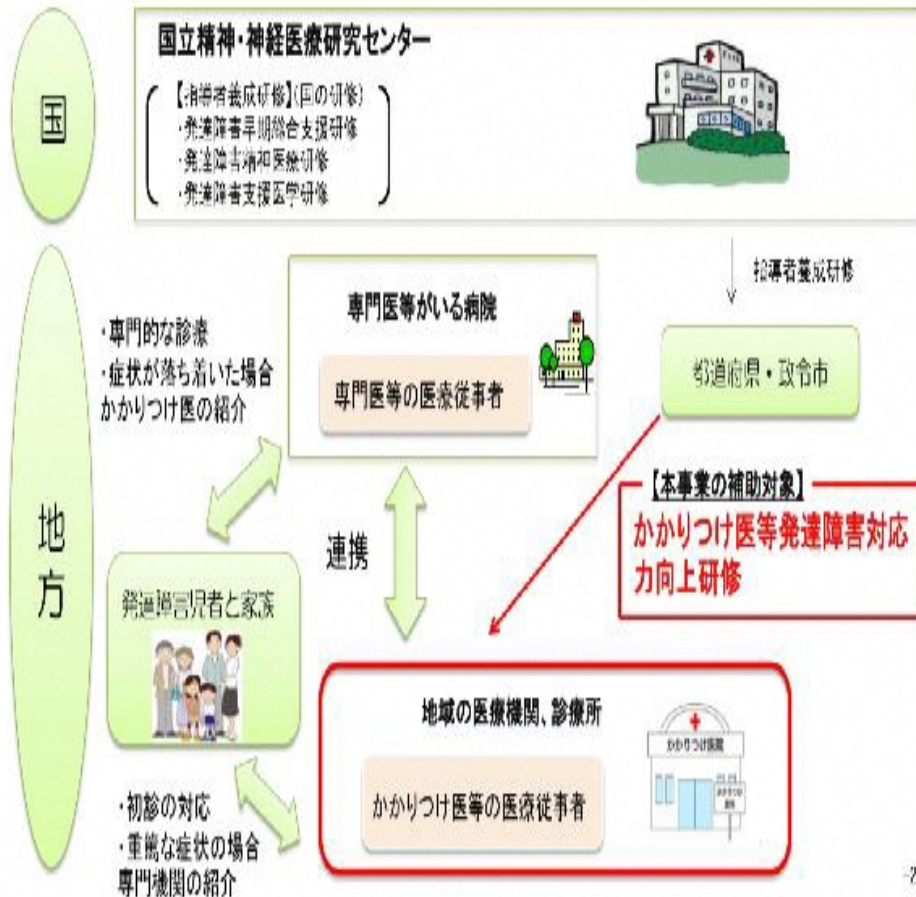 国
国立精神・神経医療研究センター
【指導者養成研修】(国の研修)
・発達障害早期総合支援研修
・発達障害精神医療研修
・発達障害支援医学研修
指導者養成研修
都道府県・政令市
専門医等がいる病院
専門医等の医療従事者
・専門的な診療
・症状が落ち着いた場合
かかりつけ医の紹介
地方
連携
【本事業の補助対象】
かかりつけ医等発達障害対応
力向上研修
発達障害児者と家族
地域の医療機関、診療所
かかりつけ医等の医療従事者
かかりつけ医院
・初診の対応
・重篤な症状の場合
専門機関の紹介